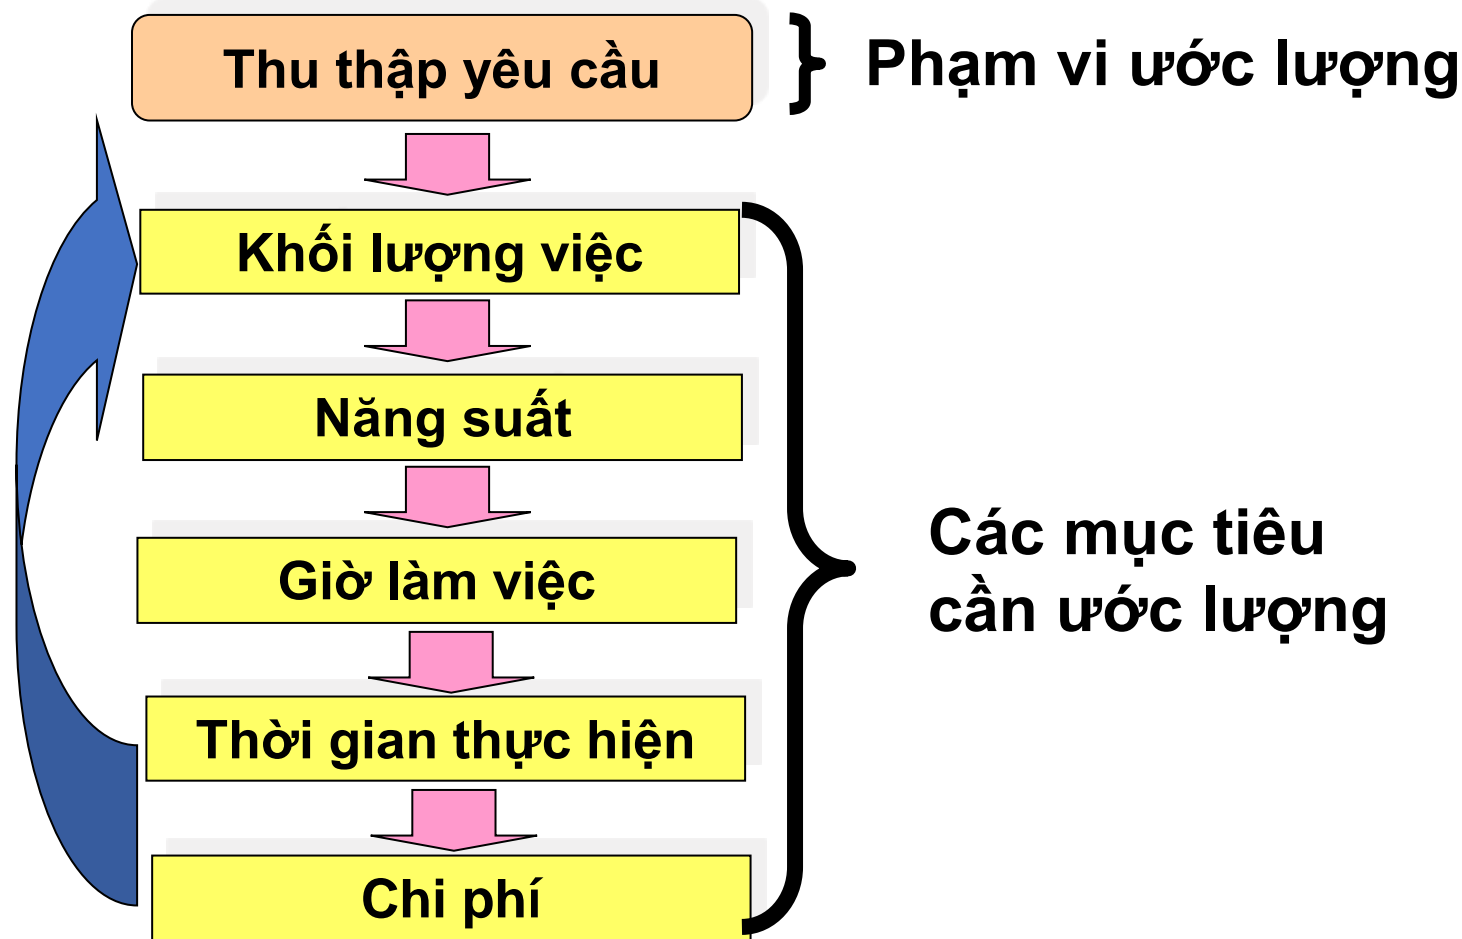 Thu thập yêu cầu
Phạm vi ước lượng
Khối lượng việc
Năng suất
Giờ làm việc
Các mục tiêu
cần ước lượng
Thời gian thực hiện
Chi phí